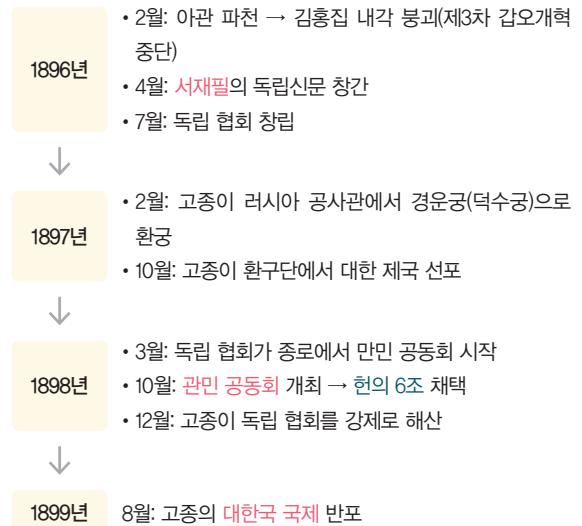 1896년
• 2월: 아관 파천 → 김홍집 내각 붕괴(제3차 갑오개혁
중단)
• 4월: 서재필의 독립신문 창간
• 7월: 독립 협회 창립
↓
1897년
• 2월: 고종이 러시아 공사관에서 경운궁(덕수궁)으로
환궁
• 10월: 고종이 환구단에서 대한 제국 선포
↓
1898년
• 3월: 독립 협회가 종로에서 만민 공동회 시작
• 10월: 관민 공동회 개최 → 헌의 6조 채택
• 12월: 고종이 독립 협회를 강제로 해산
↓
1899년
8월: 고종의 대한국 국제 반포